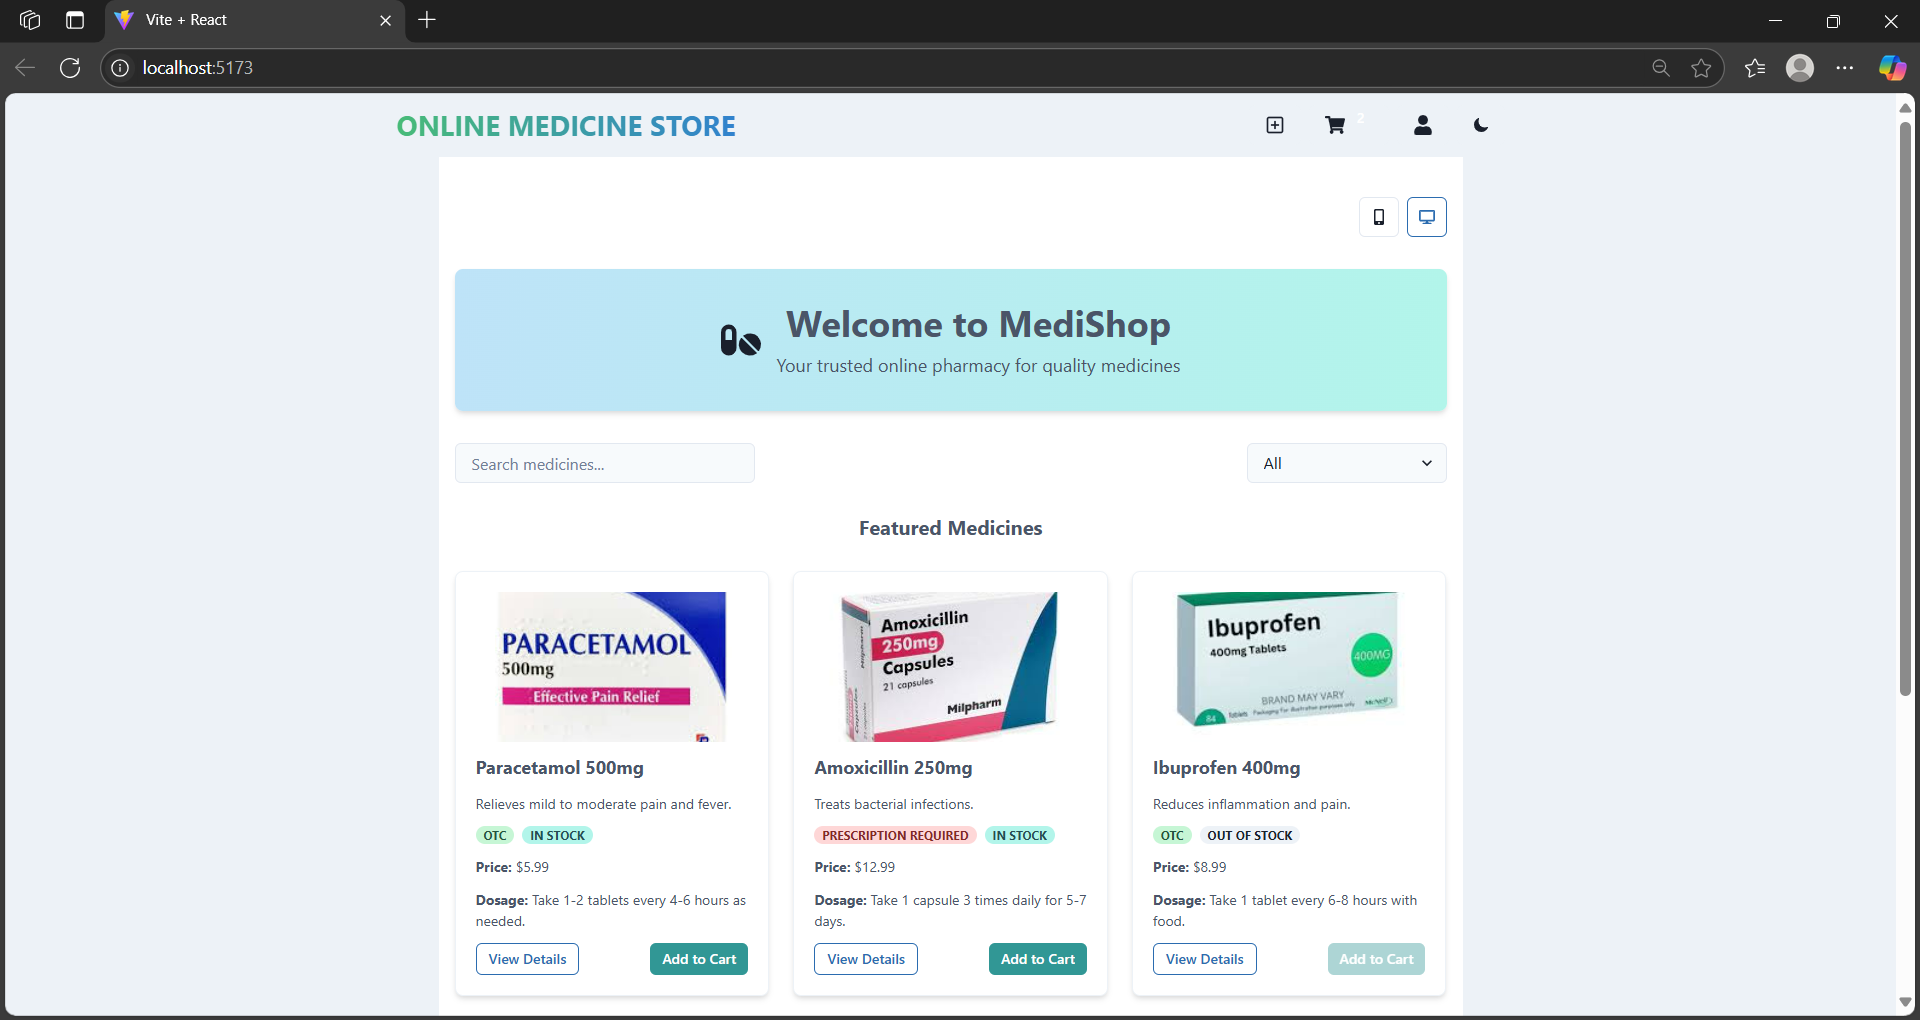 Vite + React
localhost:5173
ONLINE MEDICINE STORE
2
Welcome to MediShop
Your trusted online pharmacy for quality medicines
Search medicines...
All
Featured Medicines
PARACETAMOL
500mg
Effective Pain Relief
Amoxicillin
250mg
Capsules
21 capsules
Milpharm
Ibuprofen
400mg Tablets
400MG
BRAND MAY VARY
84 Tablets
Paracetamol 500mg
Relieves mild to moderate pain and fever.
OTC IN STOCK
Price: $5.99
Dosage: Take 1-2 tablets every 4-6 hours as
needed.
View Details Add to Cart
Amoxicillin 250mg
Treats bacterial infections.
PRESCRIPTION REQUIRED IN STOCK
Price: $12.99
Dosage: Take 1 capsule 3 times daily for 5-7
days.
View Details Add to Cart
Ibuprofen 400mg
Reduces inflammation and pain.
OTC OUT OF STOCK
Price: $8.99
Dosage: Take 1 tablet every 6-8 hours with
food.
View Details Add to Cart